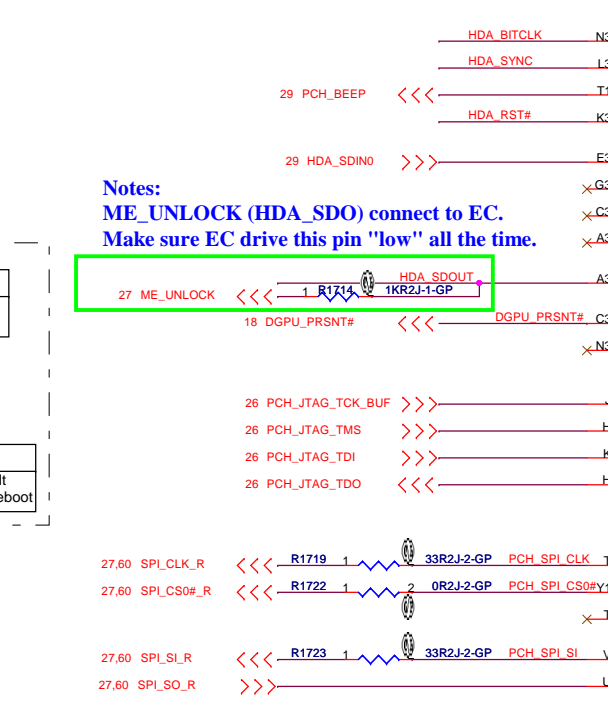 HDA_BITCLK
HDA_SYNC
29 PCH_BEEP
HDA_RST#
29 HDA_SDIN0
Notes:
ME_UNLOCK (HDA_SDO) connect to EC.
Make sure EC drive this pin "low" all the time.
HDA_SDOUT
27 ME_UNLOCK 1 R1714 1KR2J-1-GP
18 DGPU_PRSNT# DGPU_PRSNT#
26 PCH_JTAG_TCK_BUF
26 PCH_JTAG_TMS
26 PCH_JTAG_TDI
26 PCH_JTAG_TDO
eboot
27,60 SPI_CLK_R R1719 1 33R2J-2-GP PCH_SPI_CLK
27,60 SPI_CS0#_R R1722 1 2 0R2J-2-GP PCH_SPI_CS0#
27,60 SPI_SI_R R1723 1 33R2J-2-GP PCH_SPI_SI
27,60 SPI_SO_R